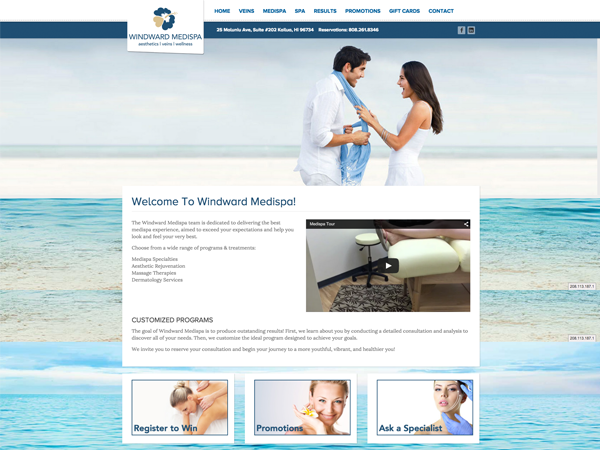 HOME VEINS MEDISPA SPA RESULTS PROMOTIONS GIFT CARDS CONTACT
WINDWARD MEDISPA
aesthetics | veins | wellness
25 Maluniu Ave, Suite #202 Kailua, HI 96734 Reservations: 808.261.8346
Welcome To Windward Medispa!
The Windward Medispa team is dedicated to delivering the best
medispa experience, aimed to exceed your expectations and help you
look and feel your very best.
Choose from a wide range of programs & treatments:
Medispa Specialties
Aesthetic Rejuvenation
Massage Therapies
Dermatology Services
Medispa Tour
208.113.187.1
CUSTOMIZED PROGRAMS
The goal of Windward Medispa is to produce outstanding results! First, we learn about you by conducting a detailed consultation and analysis to
discover all of your needs. Then, we customize the ideal program designed to achieve your goals.
208.113.187.1
We invite you to reserve your consultation and begin your journey to a more youthful, vibrant, and healthier you!
Register to Win
Promotions
Ask a Specialist